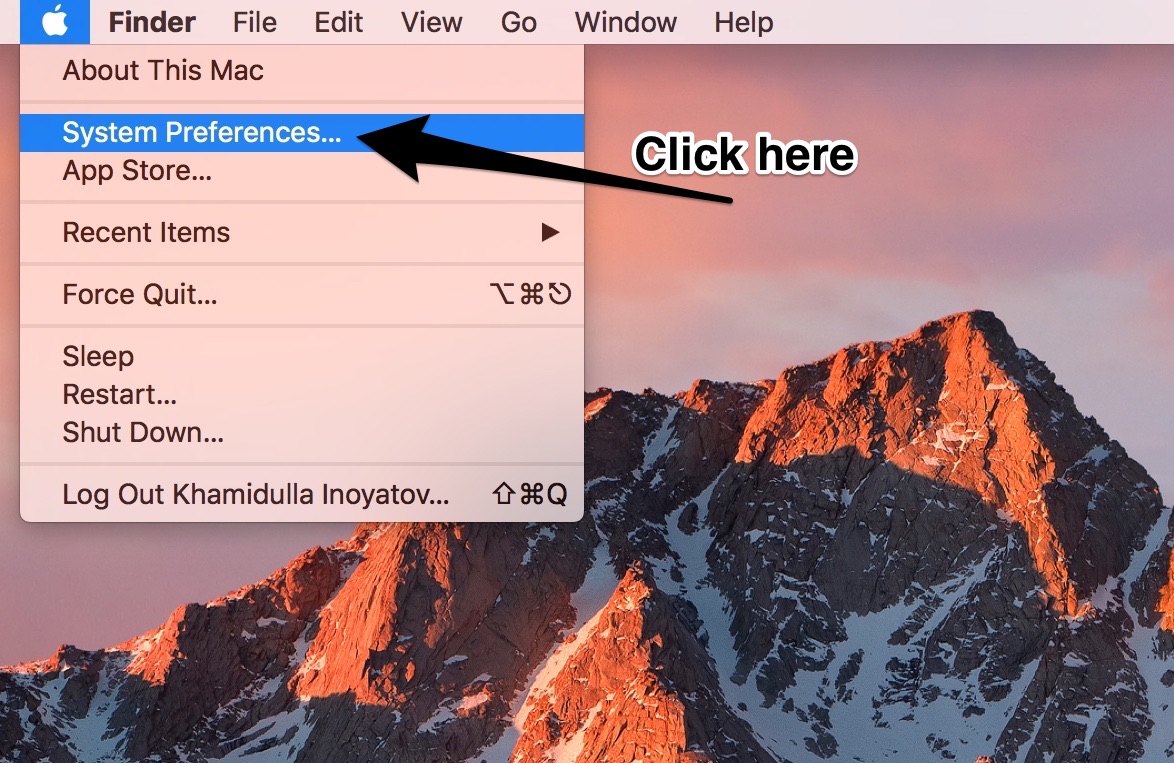 Finder File Edit View Go Window Help
About This Mac
System Preferences...
Click here
App Store...
Recent Items ▶
Force Quit... ⌥⌘⎋
Sleep
Restart...
Shut Down...
Log Out Khamidulla Inoyatov... ⇧⌘Q